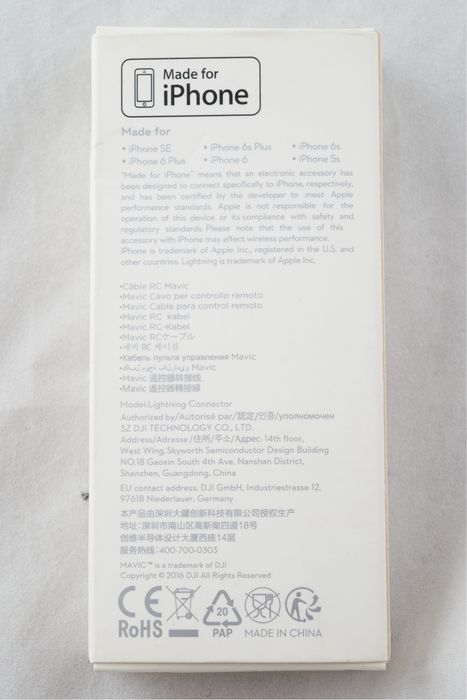 Made for
iPhone
Made for
• iPhone SE • iPhone 6s Plus • iPhone 6s
• iPhone 6 Plus • iPhone 6 • iPhone 5s
"Made for iPhone" means that an electronic accessory has
been designed to connect specifically to iPhone, respectively,
and has been certified by the developer to meet Apple
performance standards. Apple is not responsible for the
operation of this device or its compliance with safety and
regulatory standards. Please note that the use of this
accessory with iPhone may affect wireless performance.
iPhone is trademark of Apple Inc., registered in the U.S. and
other countries. Lightning is trademark of Apple Inc.
•Câble RC Mavic
•Mavic Cavo per controllo remoto
•Mavic Cable para control remoto
•Mavic RC kabel
•Mavic RC-Kabel
•Mavic RCケーブル
•매빅 RC 케이블
•Кабель пульта управления Mavic
Mavic
•Mavic 遥控器转接线
•Mavic 遙控器轉接線
Model:Lightning Connector
Authorized by/Autorisé par/認定/인증/уполномочен
SZ DJI TECHNOLOGY CO., LTD.
Address/Adresse/住所/주소/Адрес: 14th floor,
West Wing, Skyworth Semiconductor Design Building
NO.18 Gaoxin South 4th Ave, Nanshan District,
Shenzhen, Guangdong, China
EU contact address: DJI GmbH, Industriestrasse 12,
97618 Niederlauer, Germany
本产品由深圳大疆创新科技有限公司授权生产
地址:深圳市南山区高新南四道18号
创维半导体设计大厦西座14层
服务热线:400-700-0303
MAVIC™ is a trademark of DJI
Copyright © 2016 DJI All Rights Reserved
CE
RoHS
20
PAP
MADE IN CHINA